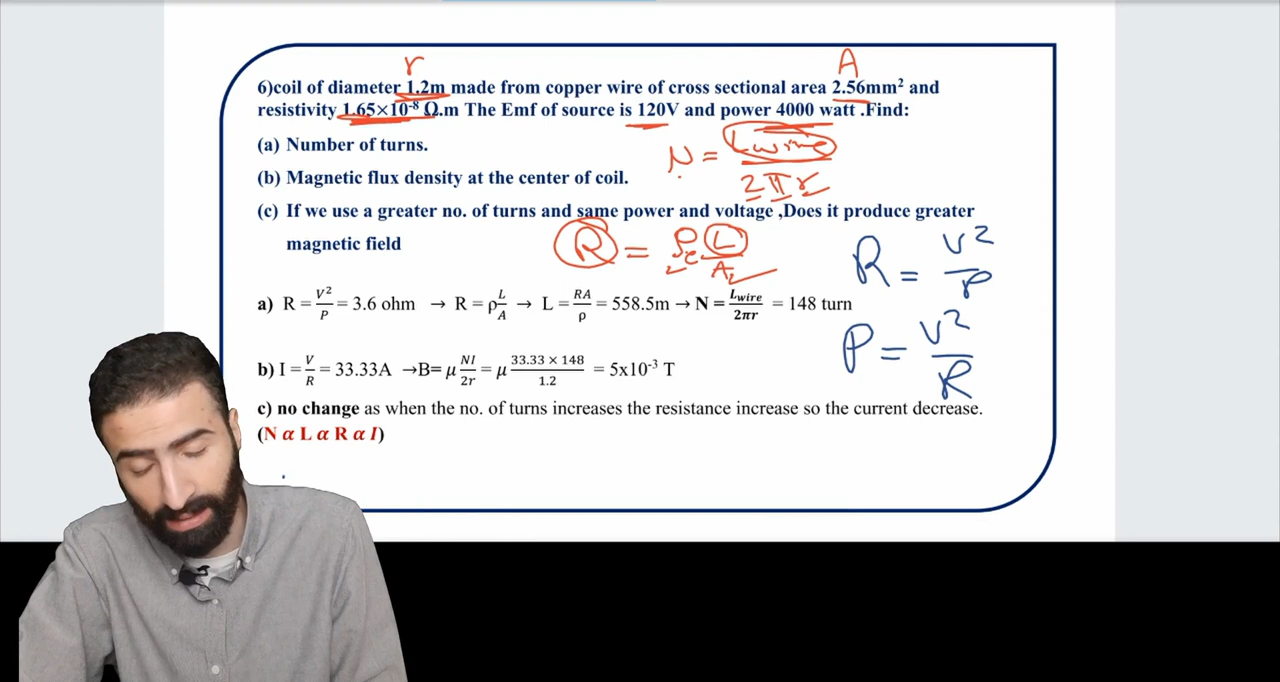 r
A
6)coil of diameter 1.2m made from copper wire of cross sectional area 2.56mm² and
resistivity 1.65×10⁻⁸ Ω.m The Emf of source is 120V and power 4000 watt .Find:
(a) Number of turns.
N = Lwire / 2πr
(b) Magnetic flux density at the center of coil.
(c) If we use a greater no. of turns and same power and voltage ,Does it produce greater
magnetic field
R = ρe L / A
R = V² / P
a) R = V²/P = 3.6 ohm → R = ρ L/A → L = RA/ρ = 558.5m → N = Lwire/2πr = 148 turn
P = V² / R
b) I = V/R = 33.33A →B= μ NI/2r = μ 33.33 × 148/1.2 = 5x10⁻³ T
c) no change as when the no. of turns increases the resistance increase so the current decrease.
(N α L α R α I)